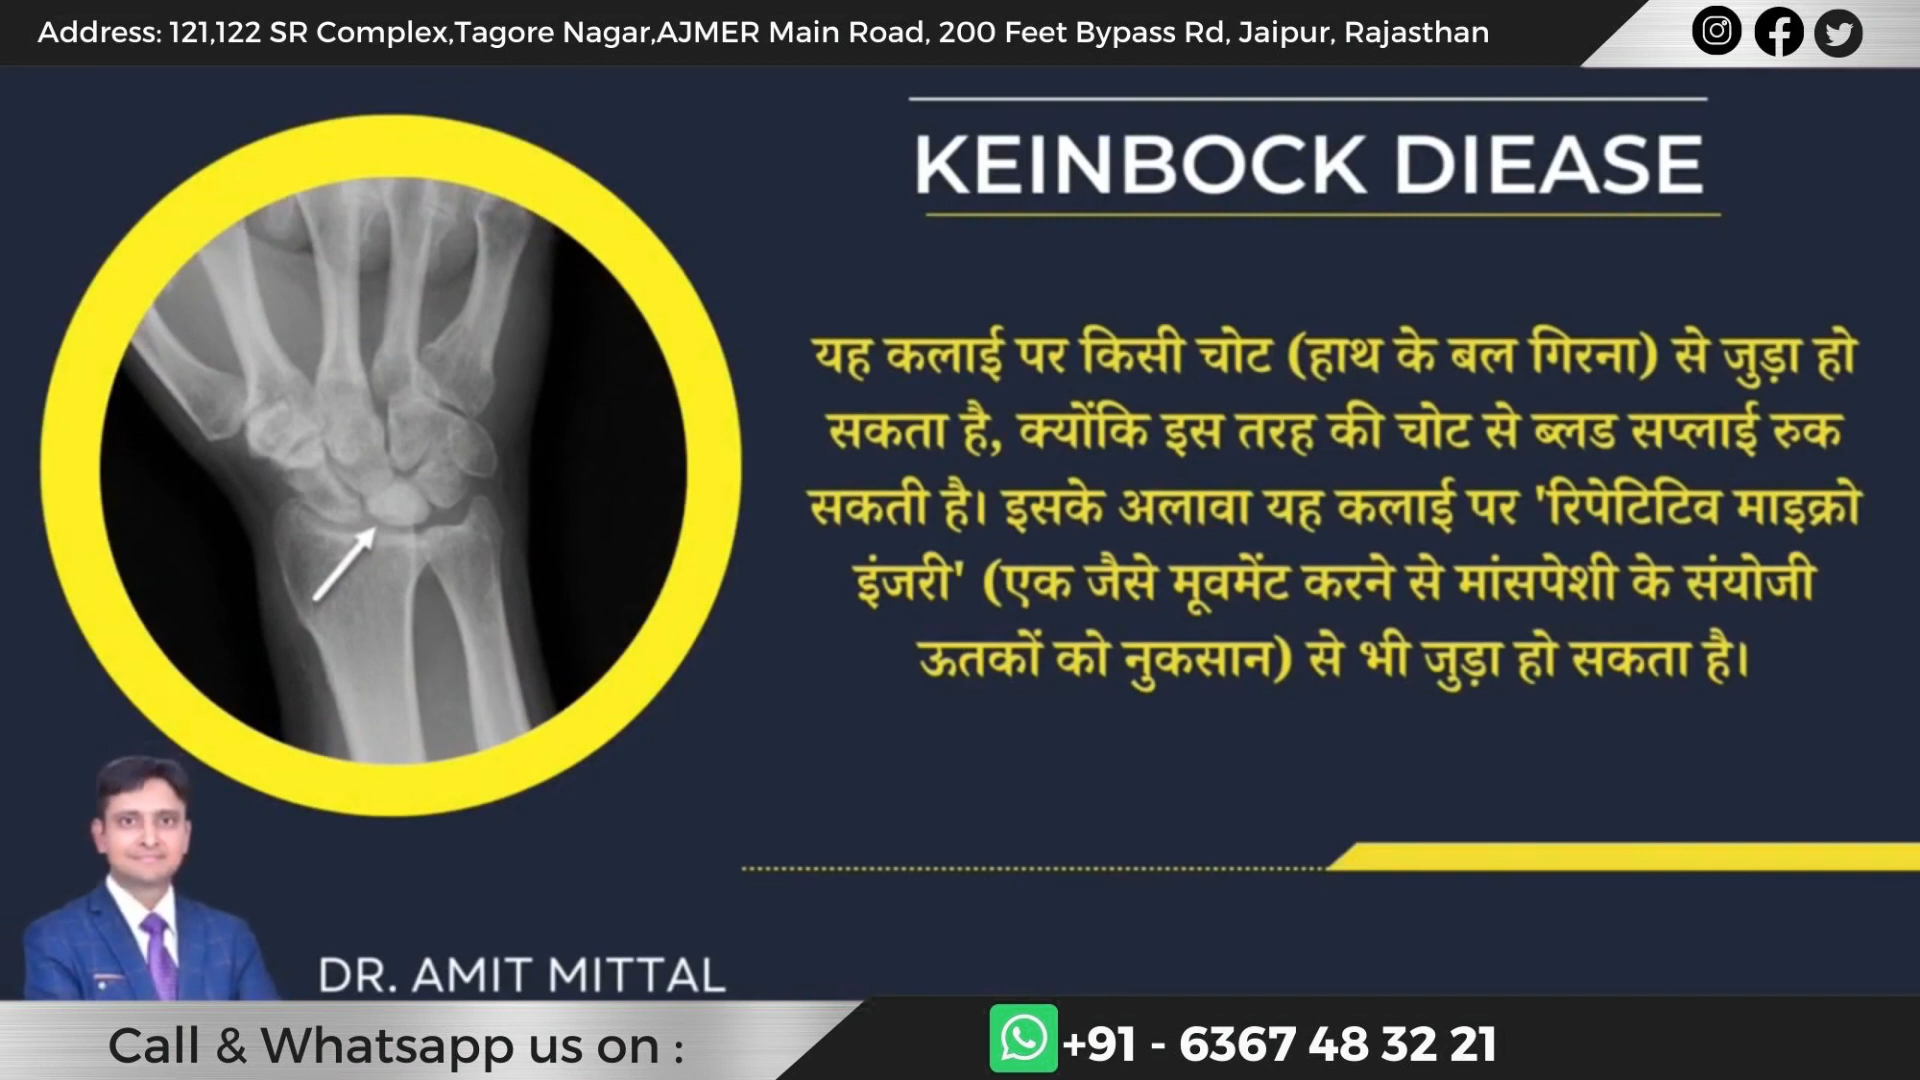 Address: 121,122 SR Complex,Tagore Nagar,AJMER Main Road, 200 Feet Bypass Rd, Jaipur, Rajasthan
KEINBOCK DIEASE
यह कलाई पर किसी चोट (हाथ के बल गिरना) से जुड़ा हो
सकता है, क्योंकि इस तरह की चोट से ब्लड सप्लाई रुक
सकती है। इसके अलावा यह कलाई पर 'रिपेटिटिव माइक्रो
इंजरी' (एक जैसे मूवमेंट करने से मांसपेशी के संयोजी
ऊतकों को नुकसान) से भी जुड़ा हो सकता है।
DR. AMIT MITTAL
Call & Whatsapp us on :
+91 - 6367 48 32 21